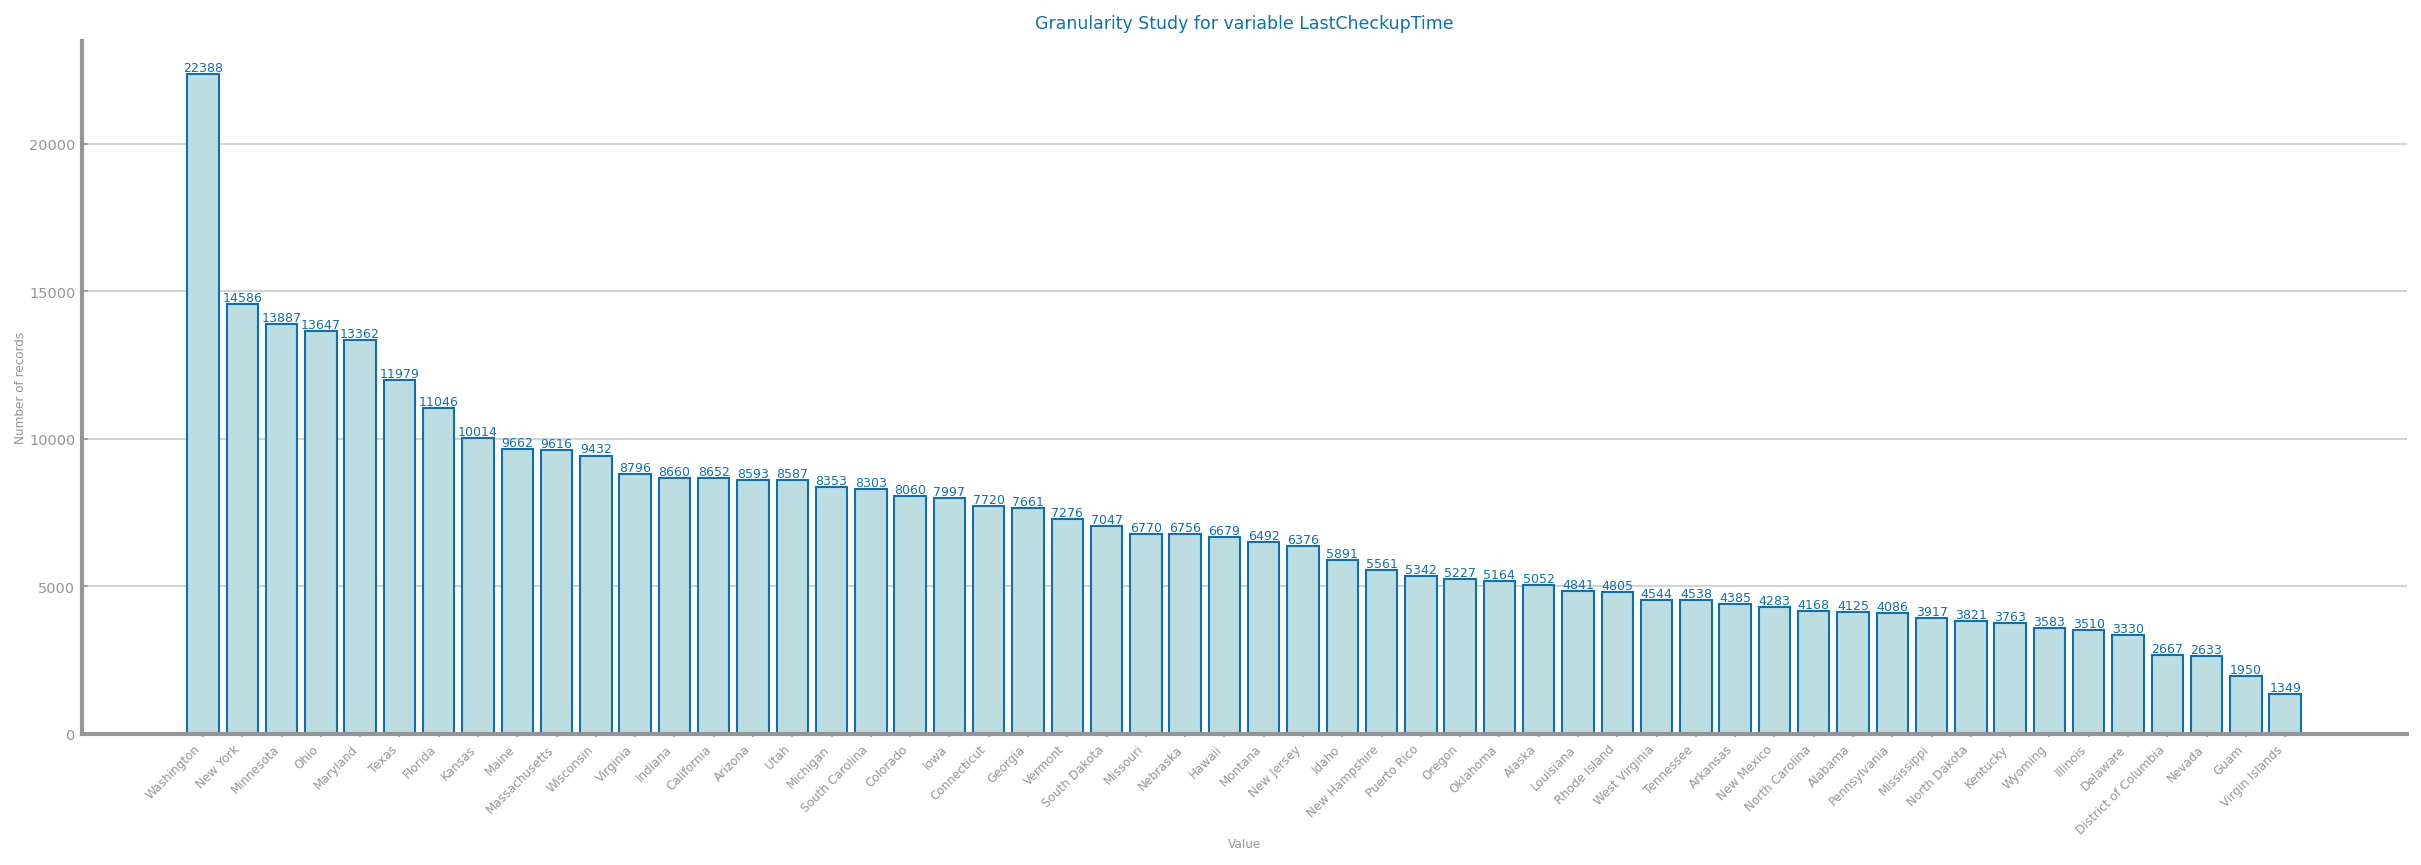 Granularity Study for variable LastCheckupTime
Number of records
20000
15000
10000
5000
0
22388
14586
13887
13647
13362
11979
11046
10014
9662
9616
9432
8796
8660
8652
8593
8587
8353
8303
8060
7997
7720
7661
7276
7047
6770
6756
6679
6492
6376
5891
5561
5342
5227
5164
5052
4841
4805
4544
4538
4385
4283
4168
4125
4086
3917
3821
3763
3583
3510
3330
2667
2633
1950
1349
Washington
New York
Minnesota
Ohio
Maryland
Texas
Florida
Kansas
Maine
Massachusetts
Wisconsin
Virginia
Indiana
California
Arizona
Utah
Michigan
South Carolina
Colorado
Iowa
Connecticut
Georgia
Vermont
South Dakota
Missouri
Nebraska
Hawaii
Montana
New Jersey
Idaho
New Hampshire
Puerto Rico
Oregon
Oklahoma
Alaska
Louisiana
Rhode Island
West Virginia
Tennessee
Arkansas
New Mexico
North Carolina
Alabama
Pennsylvania
Mississippi
North Dakota
Kentucky
Wyoming
Illinois
Delaware
District of Columbia
Nevada
Guam
Virgin Islands
Value